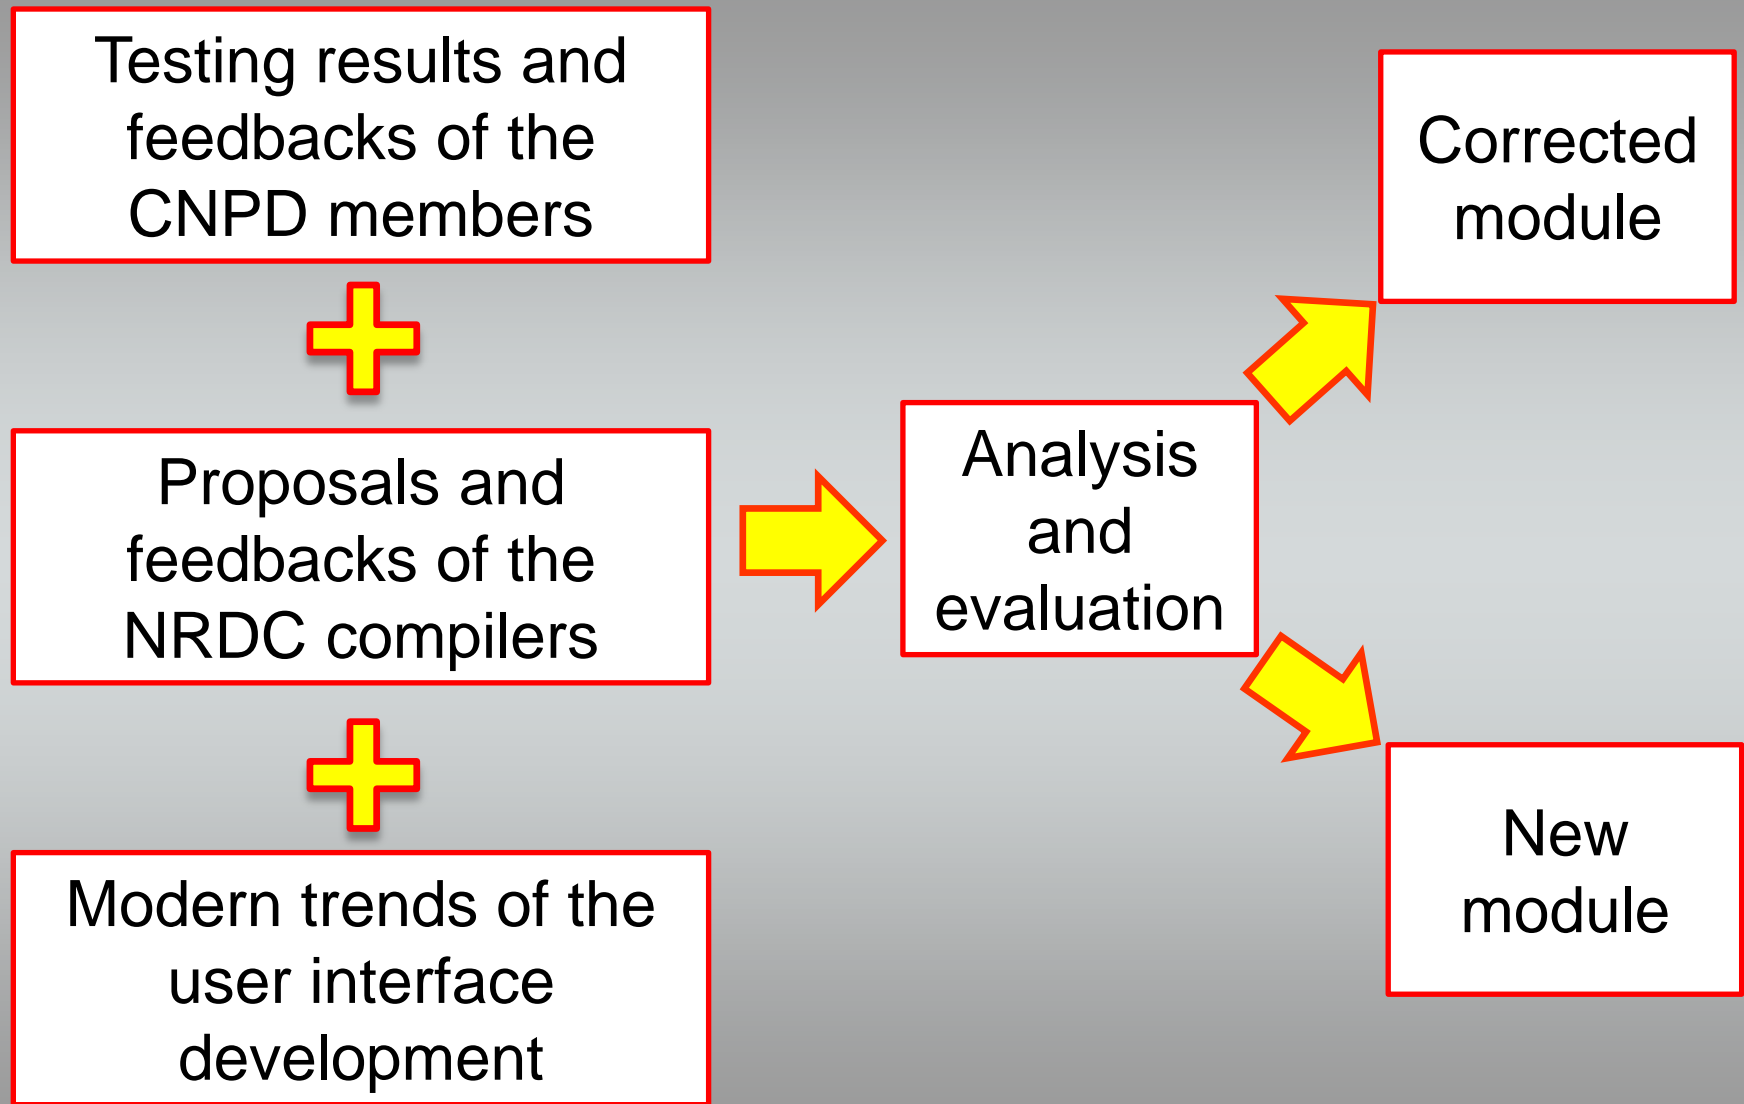 Testing results and
feedbacks of the
CNPD members
Proposals and
feedbacks of the
NRDC compilers
Modern trends of the
user interface
development
Analysis
and
evaluation
Corrected
module
New
module